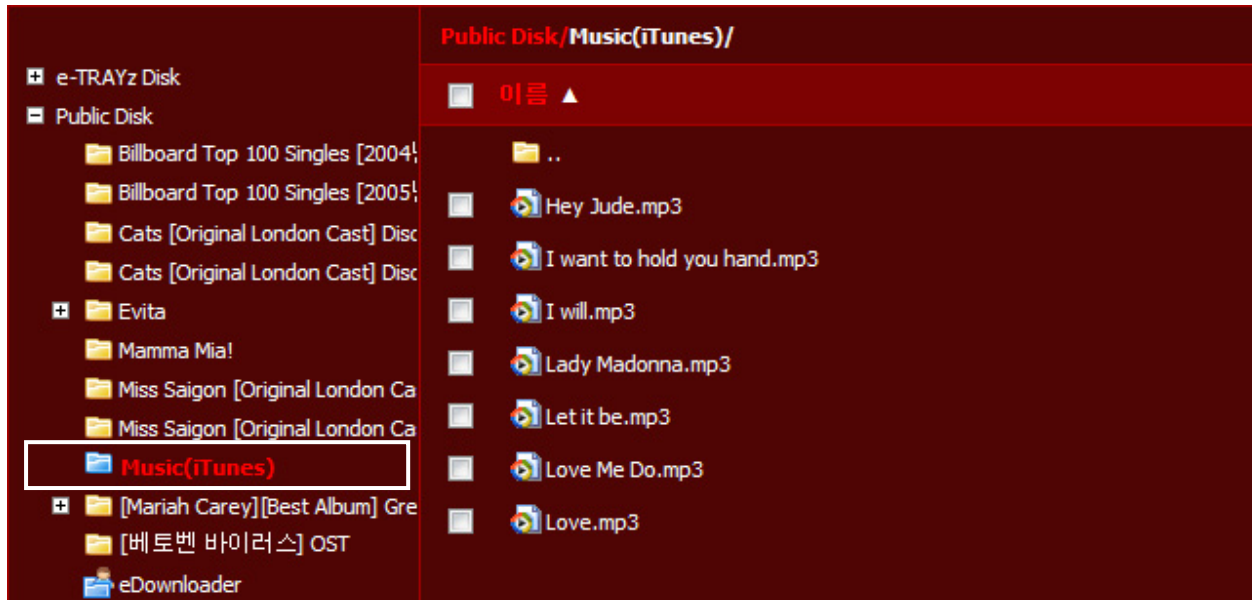 e-TRAYz Disk
Public Disk
Billboard Top 100 Singles [2004
Billboard Top 100 Singles [2005
Cats [Original London Cast] Disc
Cats [Original London Cast] Disc
Evita
Mamma Mia!
Miss Saigon [Original London Ca
Miss Saigon [Original London Ca
Music(iTunes)
[Mariah Carey][Best Album] Gre
[베토벤 바이러스] OST
eDownloader
Public Disk/Music(iTunes)/
이름 ▲
..
Hey Jude.mp3
I want to hold you hand.mp3
I will.mp3
Lady Madonna.mp3
Let it be.mp3
Love Me Do.mp3
Love.mp3